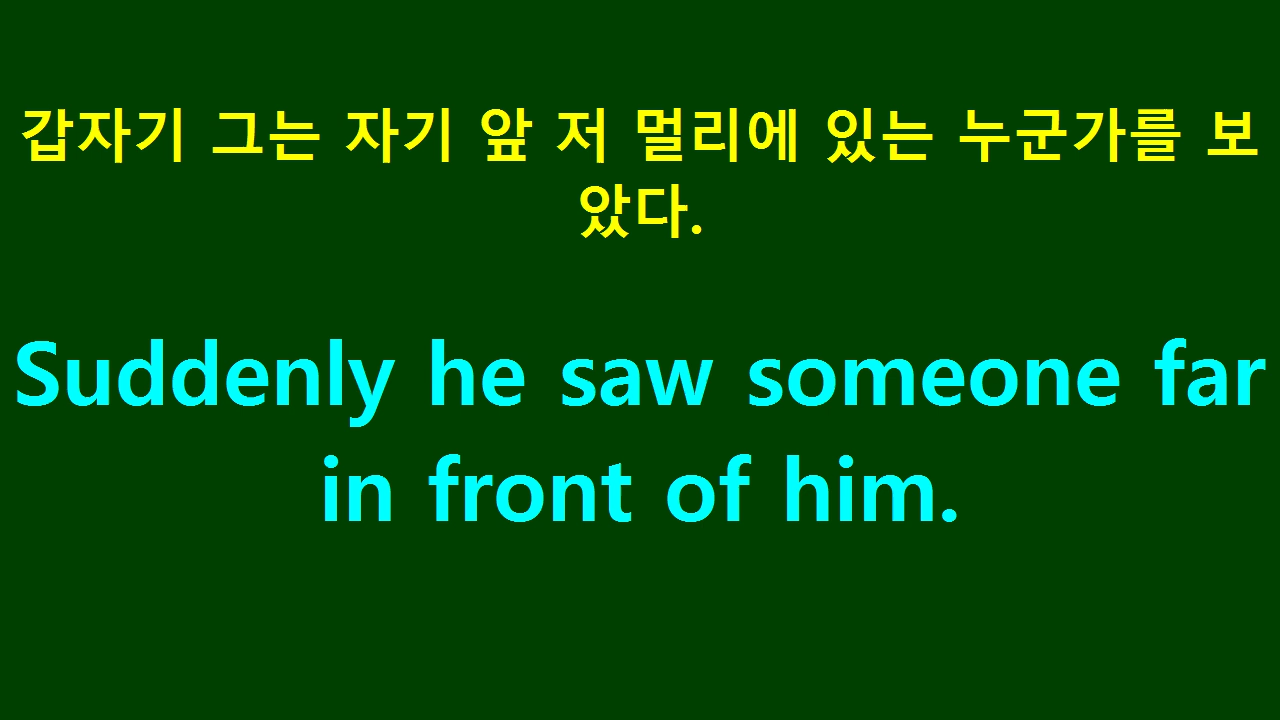 갑자기 그는 자기 앞 저 멀리에 있는 누군가를 보
았다.
Suddenly he saw someone far
in front of him.